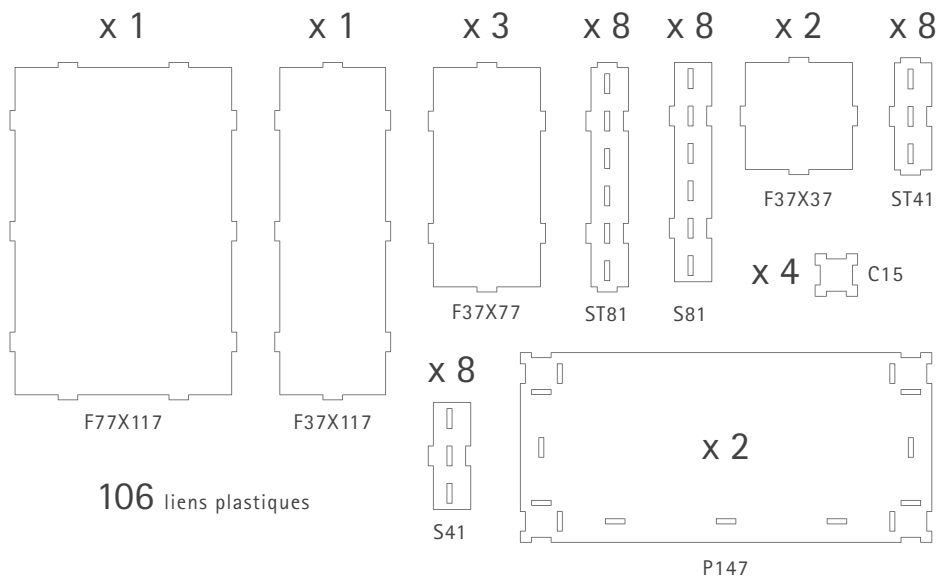 x 1
x 1
x 3
x 8
x 8
x 2
x 8
F37X37
ST41
x 4
C15
F37X77
ST81
S81
x 8
F77X117
F37X117
x 2
106 liens plastiques
S41
P147